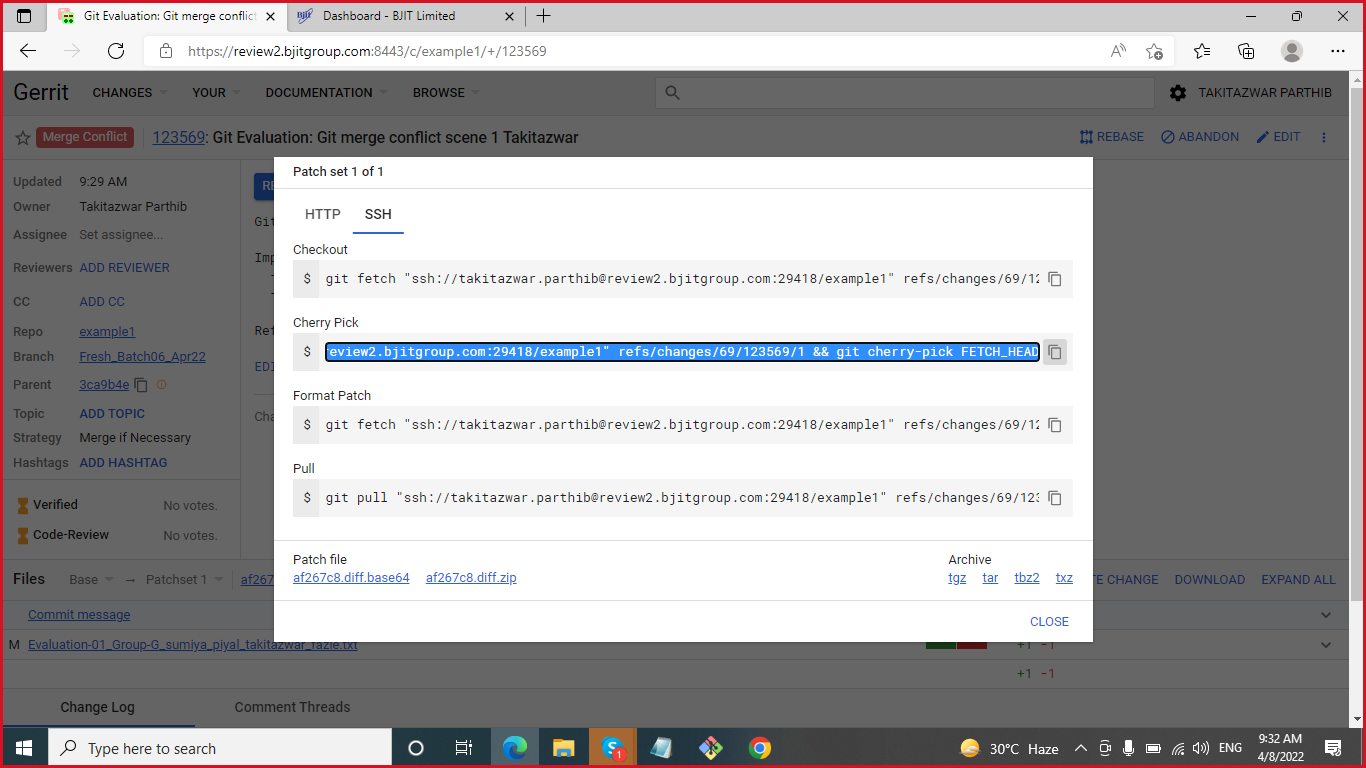 Git Evaluation: Git merge conflict
Dashboard - BJIT Limited
https://review2.bjitgroup.com:8443/c/example1/+/123569
Gerrit CHANGES YOUR DOCUMENTATION BROWSE TAKITAZWAR PARTHIB
Merge Conflict 123569: Git Evaluation: Git merge conflict scene 1 Takitazwar REBASE ABANDON EDIT
Updated 9:29 AM
Owner Takitazwar Parthib
Assignee Set assignee...
Reviewers ADD REVIEWER
CC ADD CC
Repo example1
Branch Fresh_Batch06_Apr22
Parent 3ca9b4e
Topic ADD TOPIC
Strategy Merge if Necessary
Hashtags ADD HASHTAG
Verified No votes.
Code-Review No votes.
Patch set 1 of 1
HTTP SSH
Checkout
$ git fetch "ssh://takitazwar.parthib@review2.bjitgroup.com:29418/example1" refs/changes/69/12
Cherry Pick
$ review2.bjitgroup.com:29418/example1" refs/changes/69/123569/1 && git cherry-pick FETCH_HEAD
Format Patch
$ git fetch "ssh://takitazwar.parthib@review2.bjitgroup.com:29418/example1" refs/changes/69/12
Pull
$ git pull "ssh://takitazwar.parthib@review2.bjitgroup.com:29418/example1" refs/changes/69/123
Patch file
af267c8.diff.base64 af267c8.diff.zip
Archive
tgz tar tbz2 txz
CLOSE
Files Base → Patchset 1 af267 TE CHANGE DOWNLOAD EXPAND ALL
Commit message
M Evaluation-01_Group-G_sumiya_piyal_takitazwar_fazle.txt +1 -1
+1 -1
Change Log Comment Threads
Type here to search
1
30°C Haze ENG 9:32 AM
4/8/2022